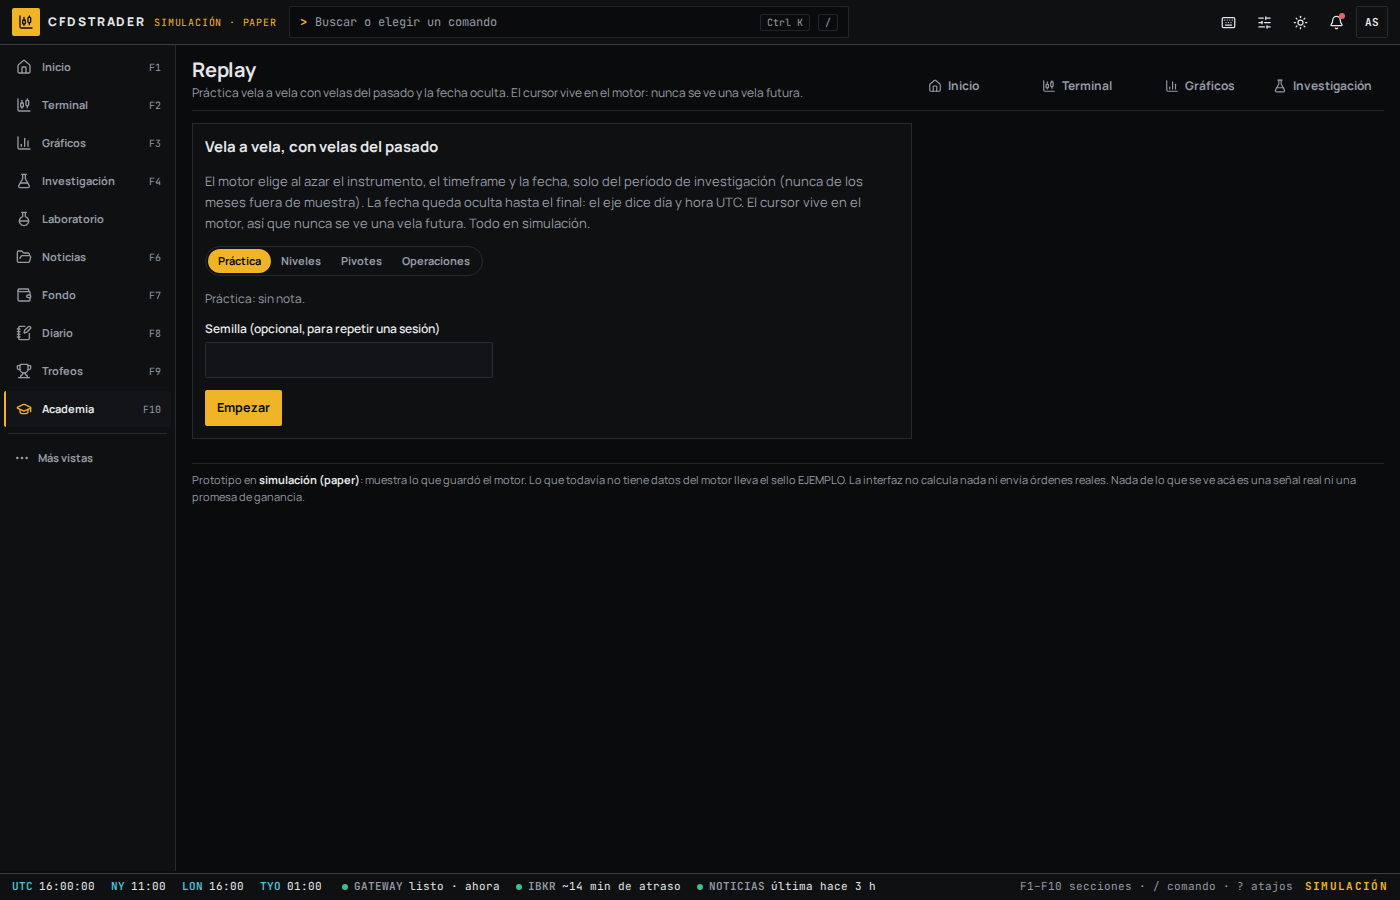 CFDSTRADER SIMULACIÓN · PAPER
> Buscar o elegir un comando Ctrl K /
AS
Inicio F1
Terminal F2
Gráficos F3
Investigación F4
Laboratorio
Noticias F6
Fondo F7
Diario F8
Trofeos F9
Academia F10
Más vistas
Replay
Práctica vela a vela con velas del pasado y la fecha oculta. El cursor vive en el motor: nunca se ve una vela futura.
Inicio Terminal Gráficos Investigación
Vela a vela, con velas del pasado
El motor elige al azar el instrumento, el timeframe y la fecha, solo del período de investigación (nunca de los
meses fuera de muestra). La fecha queda oculta hasta el final: el eje dice día y hora UTC. El cursor vive en el
motor, así que nunca se ve una vela futura. Todo en simulación.
Práctica Niveles Pivotes Operaciones
Práctica: sin nota.
Semilla (opcional, para repetir una sesión)
Empezar
Prototipo en simulación (paper): muestra lo que guardó el motor. Lo que todavía no tiene datos del motor lleva el sello EJEMPLO. La interfaz no calcula nada ni envía órdenes reales. Nada de lo que se ve acá es una señal real ni una
promesa de ganancia.
UTC 16:00:00 NY 11:00 LON 16:00 TYO 01:00 GATEWAY listo · ahora IBKR ~14 min de atraso NOTICIAS última hace 3 h F1–F10 secciones · / comando · ? atajos SIMULACIÓN